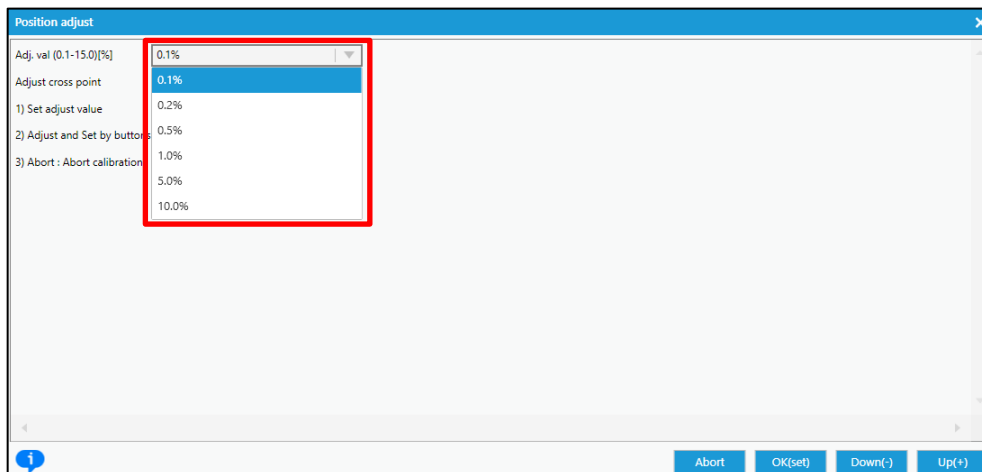 Position adjust
Adj. val (0.1-15.0)[%] 0.1%
Adjust cross point 0.1%
1) Set adjust value 0.2%
2) Adjust and Set by buttons 0.5%
3) Abort : Abort calibration 1.0%
5.0%
10.0%
Abort OK(set) Down(-) Up(+)